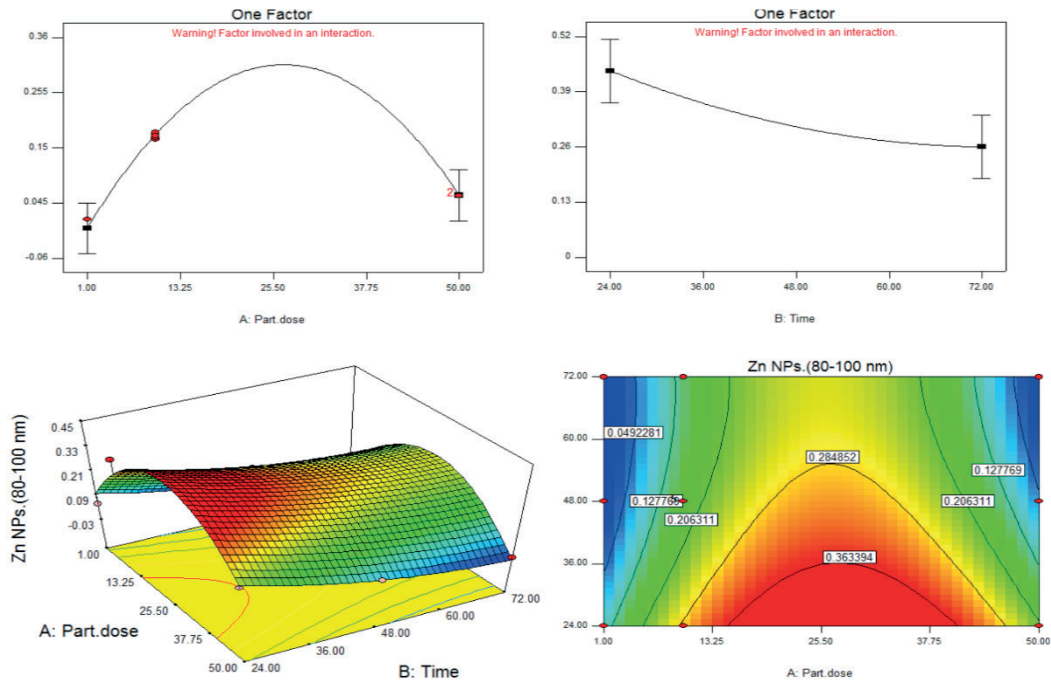 One Factor
Warning! Factor involved in an interaction.
0.36
0.255
0.15
0.045
-0.06
2
1.00 13.25 25.50 37.75 50.00
A: Part.dose
One Factor
Warning! Factor involved in an interaction.
0.52
0.39
0.26
0.13
0
24.00 36.00 48.00 60.00 72.00
B: Time
Zn NPs.(80-100 nm)
0.45
0.33
0.21
0.09
-0.03
1.00
13.25
25.50
37.75
50.00
A: Part.dose
24.00
36.00
48.00
60.00
72.00
B: Time
Zn NPs.(80-100 nm)
72.00
60.00
48.00
36.00
24.00
0.0492281
0.284852
0.127769
0.127769
0.206311
0.206311
0.363394
1.00 13.25 25.50 37.75 50.00
A: Part.dose